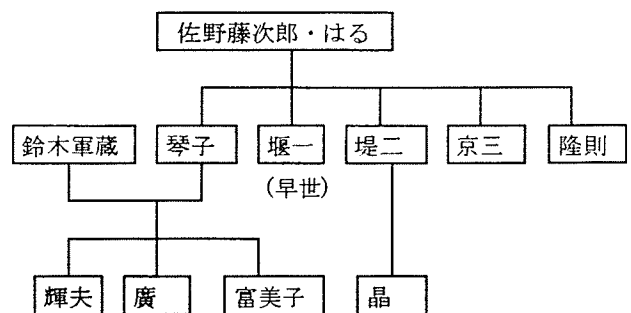 佐野藤次郎・はる
鈴木軍蔵
琴子
堰一
堤二
京三
隆則
(早世)
輝夫
廣
富美子
晶